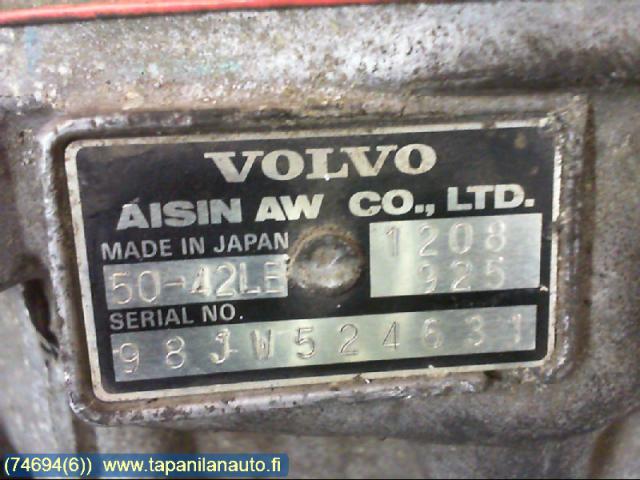 VOLVO
AISIN AW CO., LTD.
MADE IN JAPAN 1208
50-42LE 925
SERIAL NO.
98JW524631
(74694(6)) www.tapanilanauto.fi